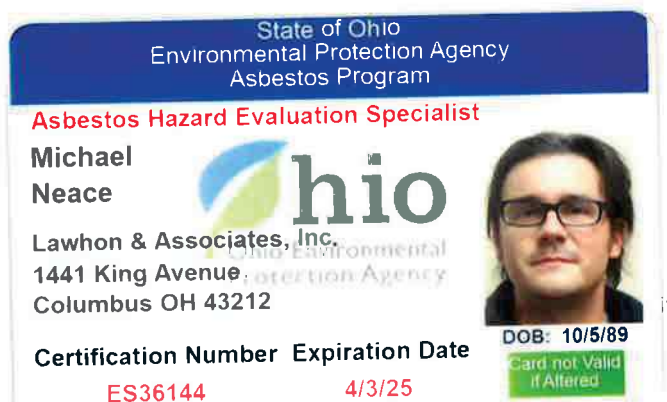 State of Ohio
Environmental Protection Agency
Asbestos Program
Asbestos Hazard Evaluation Specialist
Michael
Neace
Ohio
Lawhon & Associates, Inc.
Ohio Environmental
1441 King Avenue
Protection Agency
Columbus OH 43212
DOB: 10/5/89
Certification Number Expiration Date
Card not Valid
if Altered
ES36144 4/3/25